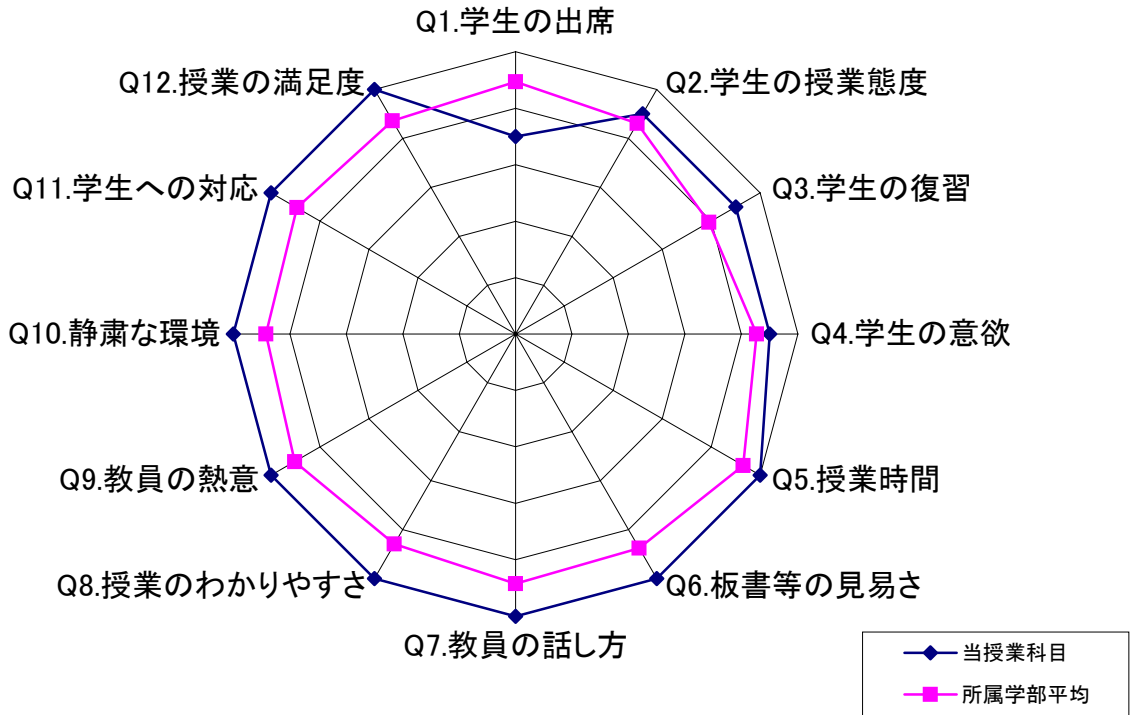 Q1.学生の出席
Q2.学生の授業態度
Q3.学生の復習
Q4.学生の意欲
Q5.授業時間
Q6.板書等の見易さ
Q7.教員の話し方
Q8.授業のわかりやすさ
Q9.教員の熱意
Q10.静粛な環境
Q11.学生への対応
Q12.授業の満足度
当授業科目
所属学部平均